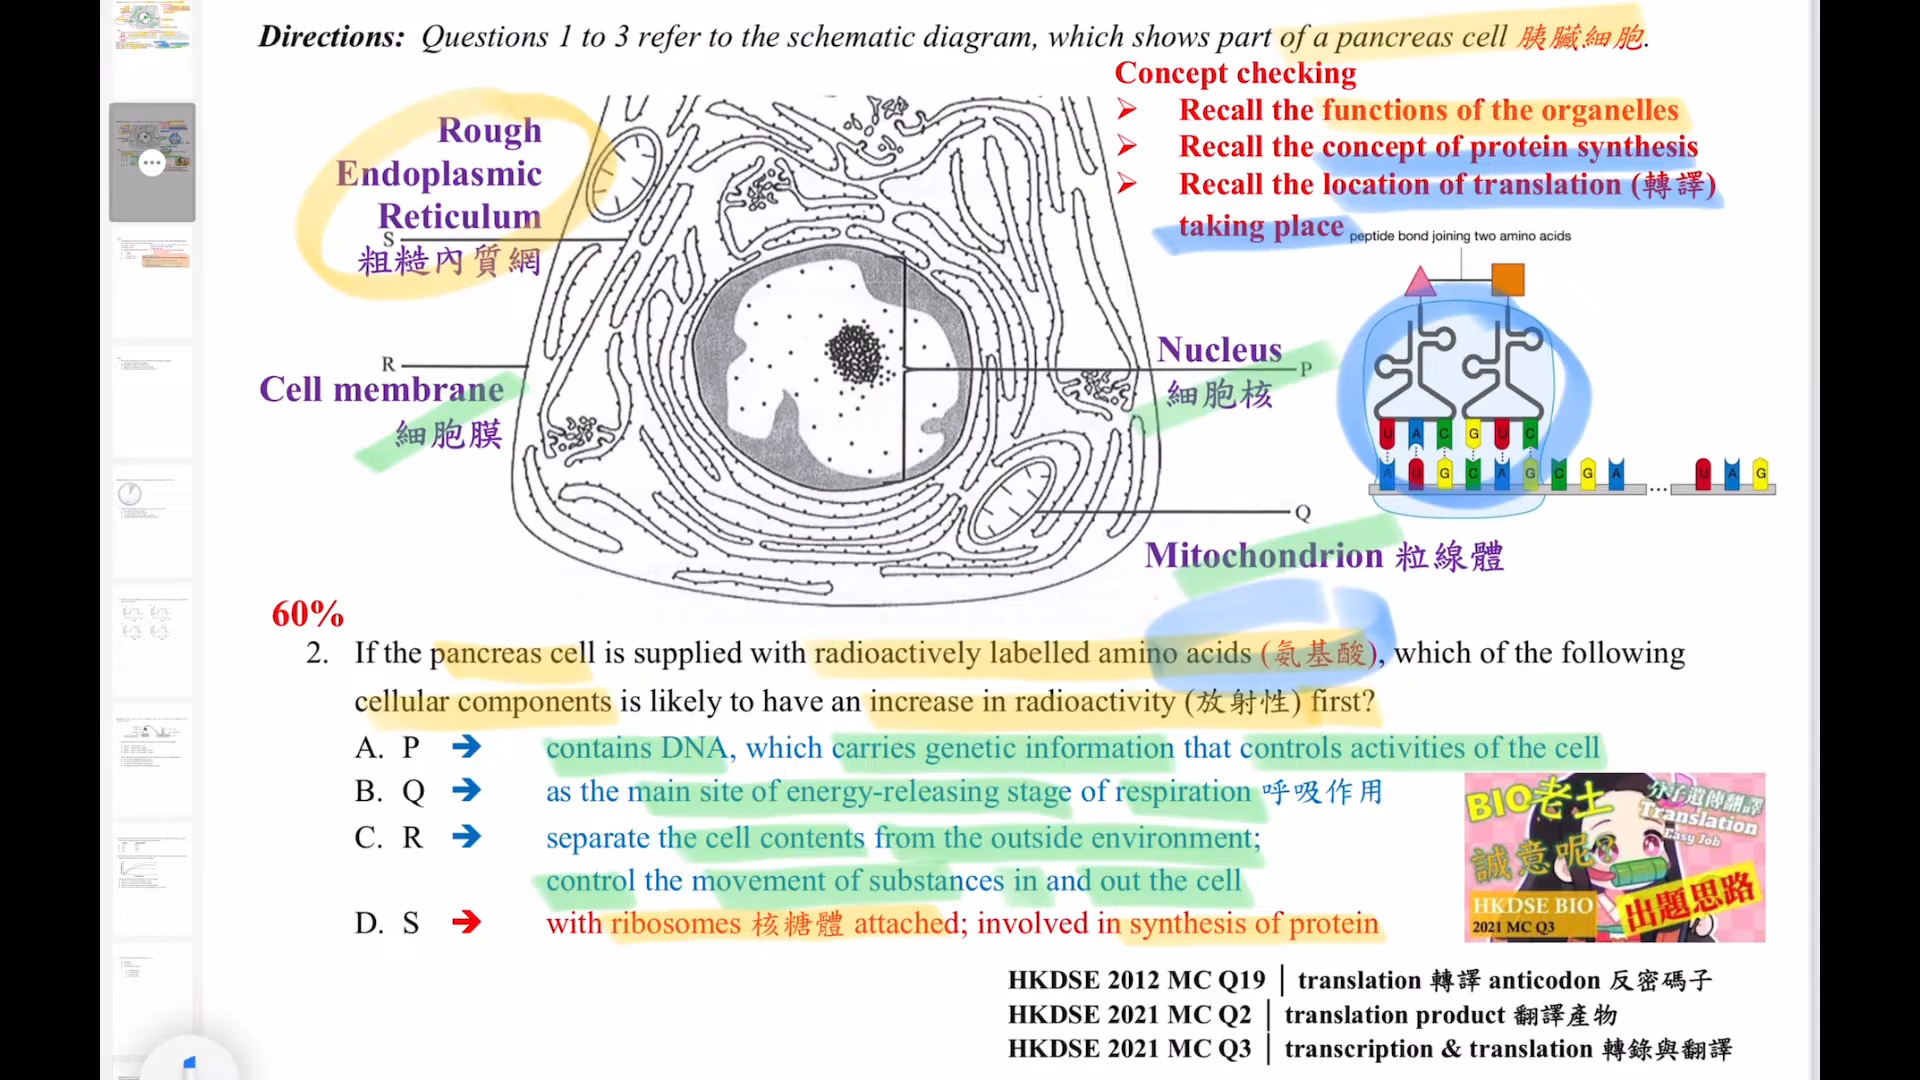 Directions: Questions 1 to 3 refer to the schematic diagram, which shows part of a pancreas cell 胰臟細胞.
Concept checking
➢ Recall the functions of the organelles
➢ Recall the concept of protein synthesis
➢ Recall the location of translation (轉譯)
taking place
Rough
Endoplasmic
Reticulum
S
粗糙內質網
R
Cell membrane
細胞膜
Nucleus
P
細胞核
Q
Mitochondrion 粒線體
peptide bond joining two amino acids
U A C G U C
A U G C A G C G A ... U A G
60%
2. If the pancreas cell is supplied with radioactively labelled amino acids (氨基酸), which of the following
cellular components is likely to have an increase in radioactivity (放射性) first?
A. P → contains DNA, which carries genetic information that controls activities of the cell
B. Q → as the main site of energy-releasing stage of respiration 呼吸作用
C. R → separate the cell contents from the outside environment;
control the movement of substances in and out the cell
D. S → with ribosomes 核糖體 attached; involved in synthesis of protein
BIO老土
誠意呢?
分子遺傳翻譯
Translation
Easy Job
HKDSE BIO
2021 MC Q3
出題思路
HKDSE 2012 MC Q19 | translation 轉譯 anticodon 反密碼子
HKDSE 2021 MC Q2 | translation product 翻譯產物
HKDSE 2021 MC Q3 | transcription & translation 轉錄與翻譯